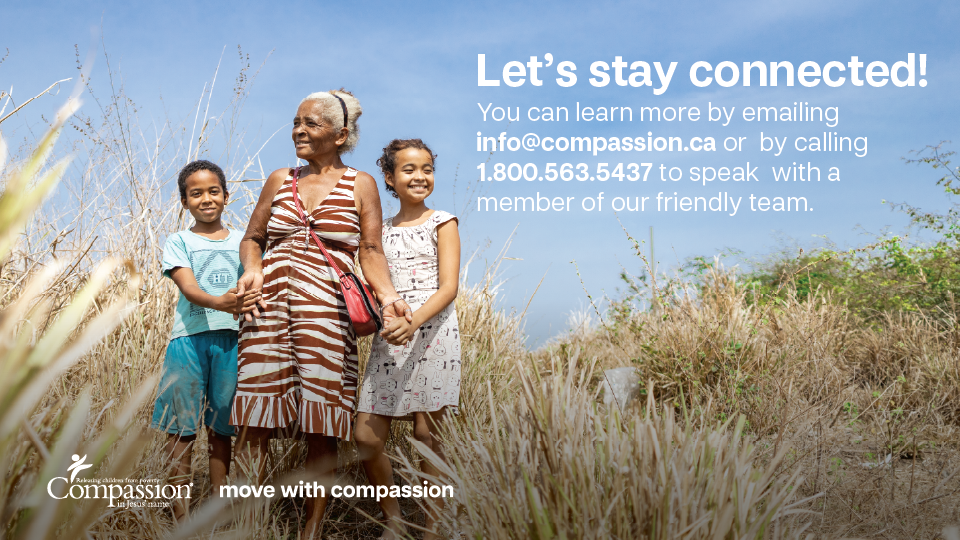 Let's stay connected!
You can learn more by emailing
info@compassion.ca or by calling
1.800.563.5437 to speak with a
member of our friendly team.
HT
Releasing children from poverty
Compassion®
in Jesus' name
move with compassion